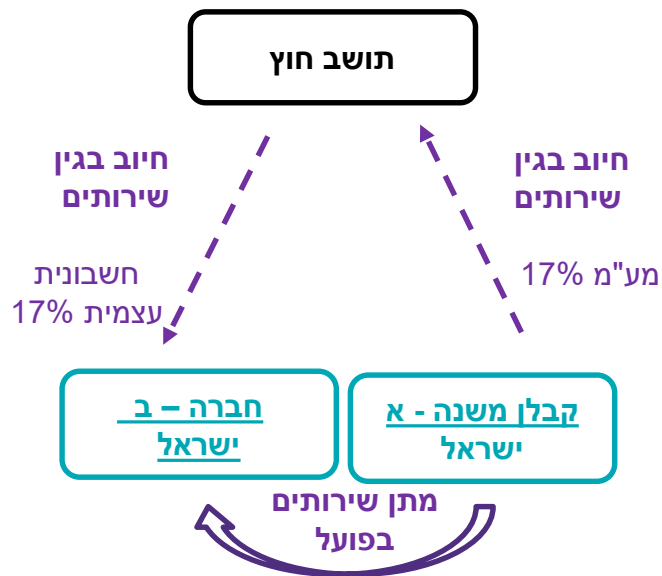 תושב חוץ
חיוב בגין
שירותים
מע"מ 17%
חיוב בגין
שירותים
חשבונית
עצמית 17%
קבלן משנה - א
ישראל
חברה – ב
ישראל
מתן שירותים
בפועל